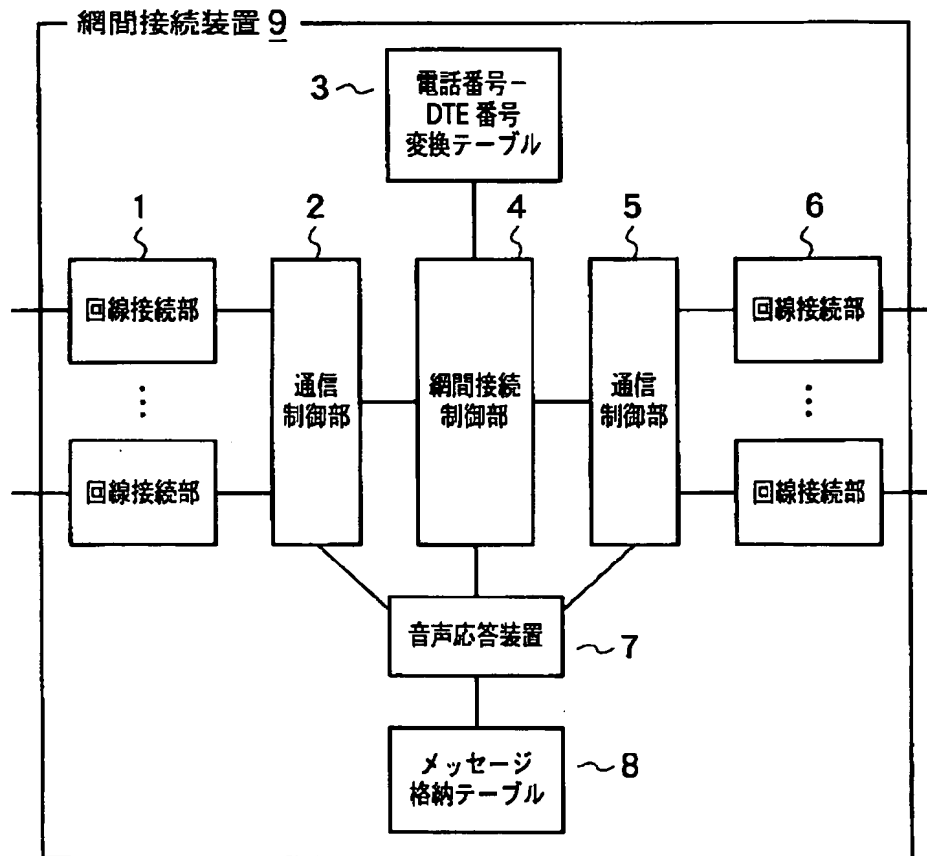 網間接続装置 9
3
電話番号－
DTE 番号
変換テーブル
1
2
4
5
6
回線接続部
通信
制御部
網間接続
制御部
通信
制御部
回線接続部
回線接続部
回線接続部
音声応答装置
7
メッセージ
格納テーブル
8